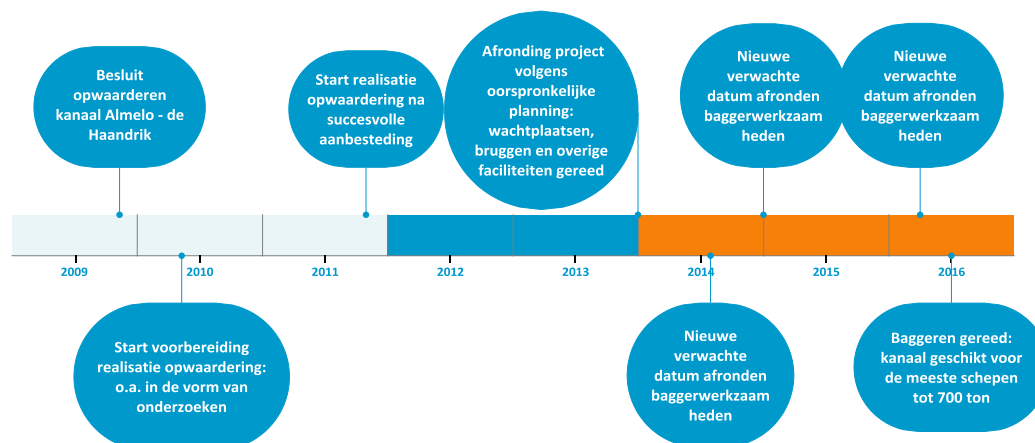 Besluit
opwaarderen
kanaal Almelo - de
Haandrik
Start realisatie
opwaardering na
succesvolle
aanbesteding
Afronding project
volgens
oorspronkelijke
planning:
wachtplaatsen,
bruggen en overige
faciliteiten gereed
Nieuwe
verwachte
datum afronden
baggerwerkzaam
heden
Nieuwe
verwachte
datum afronden
baggerwerkzaam
heden
2009
2010
2011
2012
2013
2014
2015
2016
Start voorbereiding
realisatie opwaardering:
o.a. in de vorm van
onderzoeken
Nieuwe
verwachte
datum afronden
baggerwerkzaam
heden
Baggeren gereed:
kanaal geschikt voor
de meeste schepen
tot 700 ton